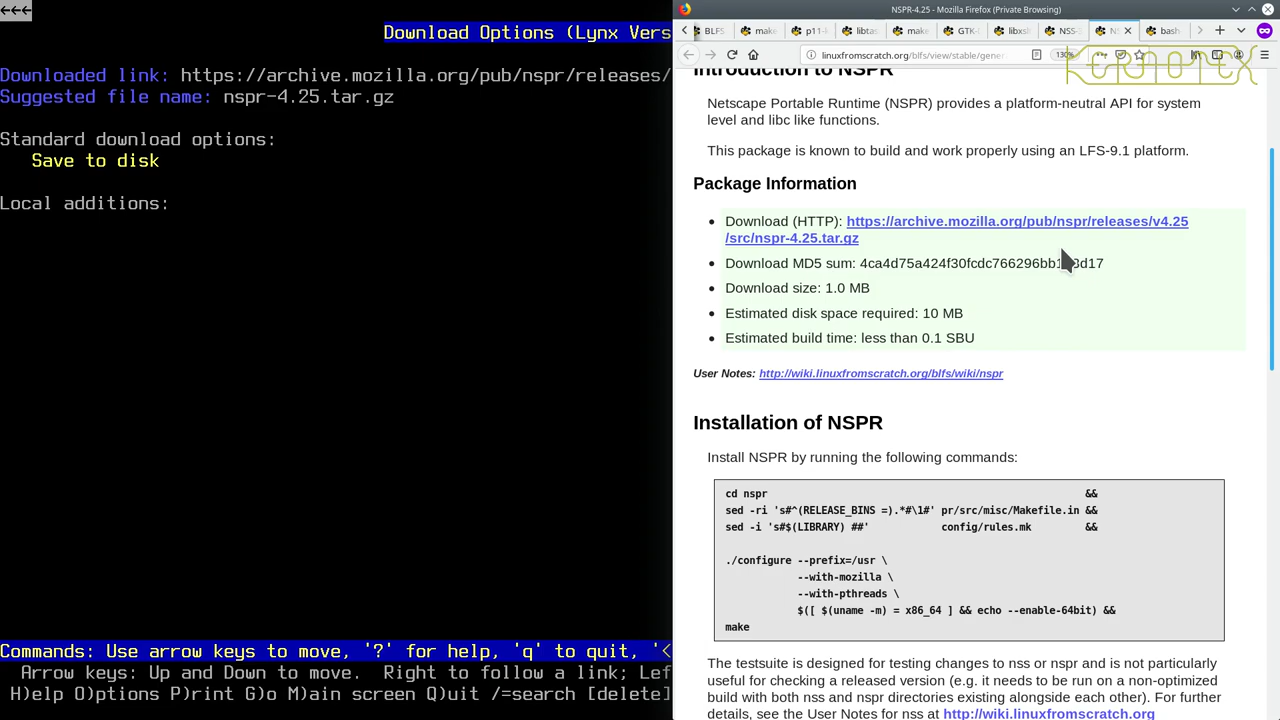 ←←←
Download Options (Lynx Vers
Downloaded link: https://archive.mozilla.org/pub/nspr/releases/
Suggested file name: nspr-4.25.tar.gz
Standard download options:
Save to disk
Local additions:
Commands: Use arrow keys to move, '?' for help, 'q' to quit, '<
Arrow keys: Up and Down to move.  Right to follow a link; Lef
H)elp O)ptions P)rint G)o M)ain screen Q)uit /=search [delete]
NSPR-4.25 - Mozilla Firefox (Private Browsing)
BLFS make p11-k libtas make GTK- libxsl NSS-3 NS bash
linuxfromscratch.org/blfs/view/stable/gene 130%
Introduction to NSPR
Netscape Portable Runtime (NSPR) provides a platform-neutral API for system
level and libc like functions.
This package is known to build and work properly using an LFS-9.1 platform.
Package Information
Download (HTTP): https://archive.mozilla.org/pub/nspr/releases/v4.25
/src/nspr-4.25.tar.gz
Download MD5 sum:
Download size: 1.0 MB
Estimated disk space required: 10 MB
Estimated build time: less than 0.1 SBU
User Notes: http://wiki.linuxfromscratch.org/blfs/wiki/nspr
Installation of NSPR
Install NSPR by running the following commands:
cd nspr &&
sed -ri 's#^(RELEASE_BINS =).*#\1#' pr/src/misc/Makefile.in &&
sed -i 's#$(LIBRARY) ##' config/rules.mk &&
./configure --prefix=/usr \
--with-mozilla \
--with-pthreads \
$([ $(uname -m) = x86_64 ] && echo --enable-64bit) &&
make
The testsuite is designed for testing changes to nss or nspr and is not particularly
useful for checking a released version (e.g. it needs to be run on a non-optimized
build with both nss and nspr directories existing alongside each other). For further
details, see the User Notes for nss at http://wiki.linuxfromscratch.org